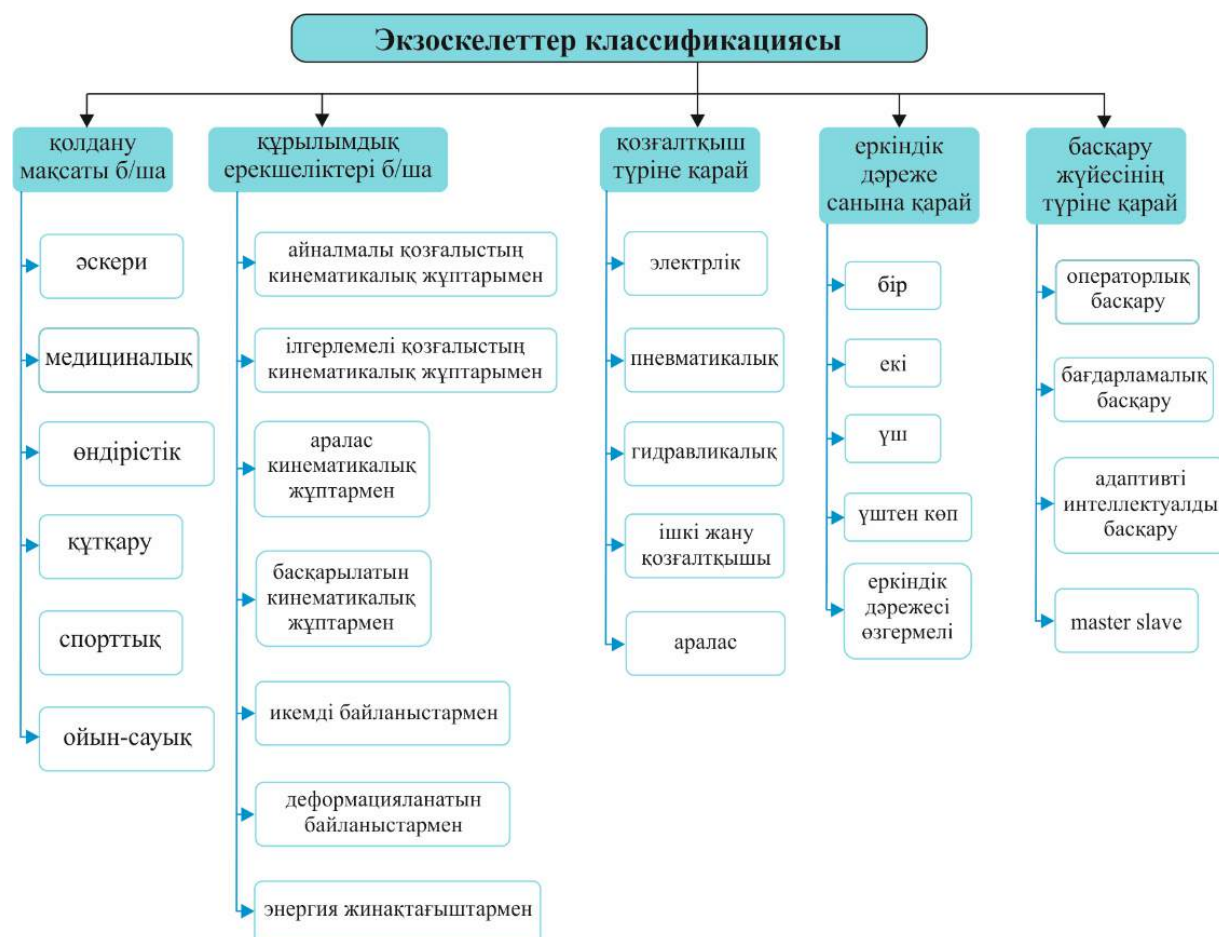 Экзоскелеттер классификациясы
қолдану
мақсаты б/ша
әскери
медициналық
өндірістік
құтқару
спорттық
ойын-сауық
құрылымдық
ерекшеліктері б/ша
айналмалы қозғалыстың
кинематикалық жұптарымен
ілгерлемелі қозғалыстың
кинематикалық жұптарымен
аралас
кинематикалық
жұптармен
басқарылатын
кинематикалық
жұптармен
икемді байланыстармен
деформацияланатын
байланыстармен
энергия жинақтағыштармен
қозғалтқыш
түріне қарай
электрлік
пневматикалық
гидравликалық
ішкі жану
қозғалтқышы
аралас
еркіндік
дәреже
санына қарай
бір
екі
үш
үштен көп
еркіндік
дәрежесі
өзгермелі
басқару
жүйесінің
түріне қарай
операторлық
басқару
бағдарламалық
басқару
адаптивті
интеллектуалды
басқару
master slave